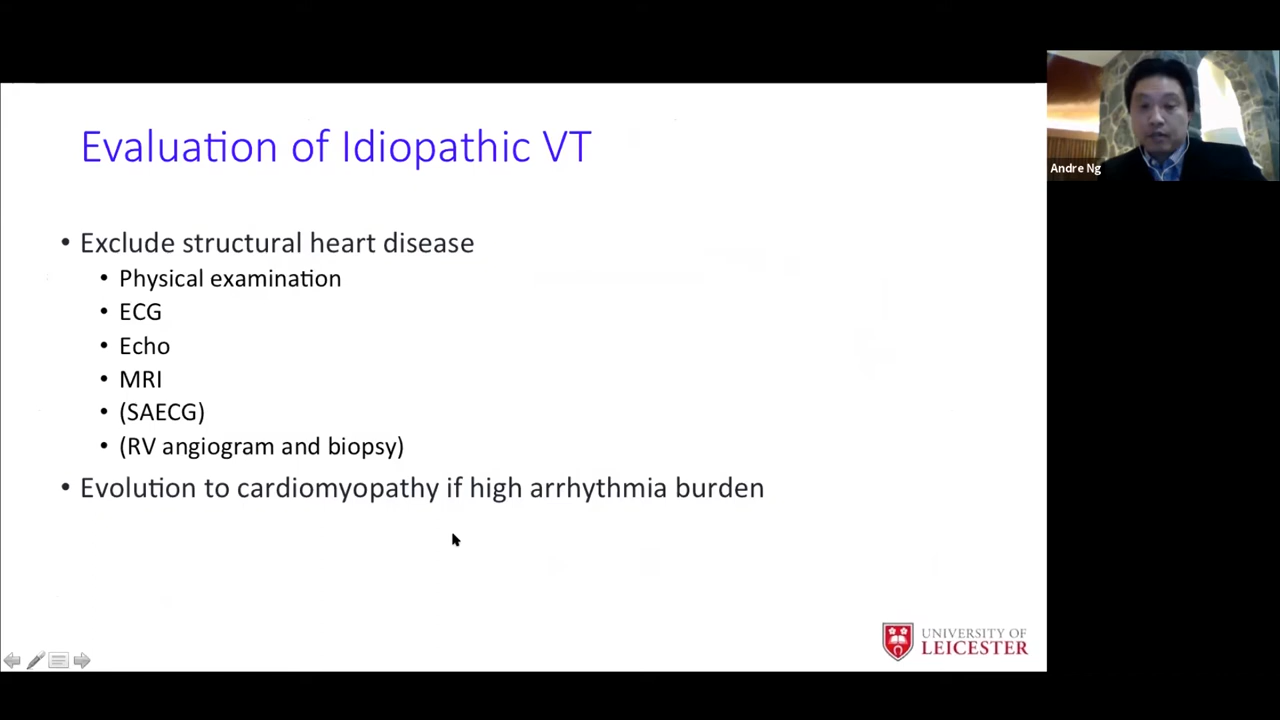 Evaluation of Idiopathic VT
• Exclude structural heart disease
• Physical examination
• ECG
• Echo
• MRI
• (SAECG)
• (RV angiogram and biopsy)
• Evolution to cardiomyopathy if high arrhythmia burden
UNIVERSITY OF
LEICESTER
Andre Ng